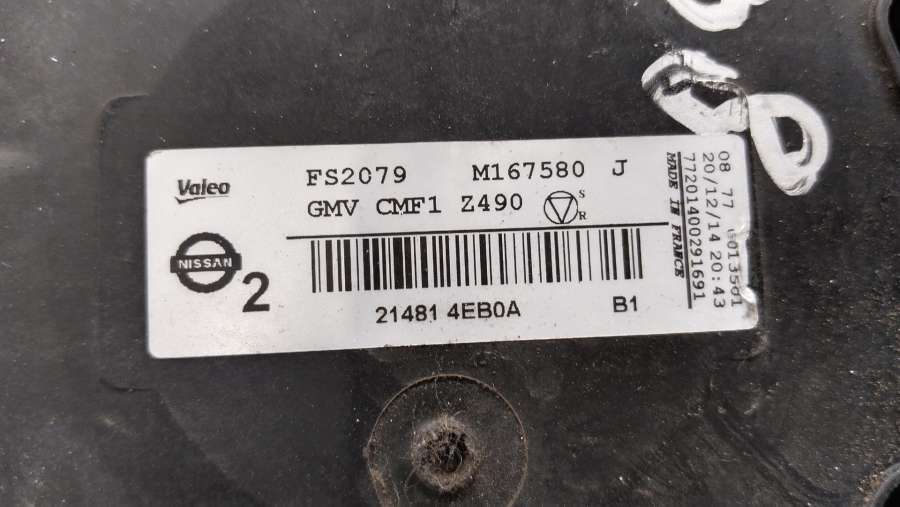 Valeo
FS2079 M167580 J
GMV CMF1 Z490
S
R
NISSAN
2
21481 4EB0A B1
08 77
20/12/14 20:43
77201400291691
MADE IN FRANCE